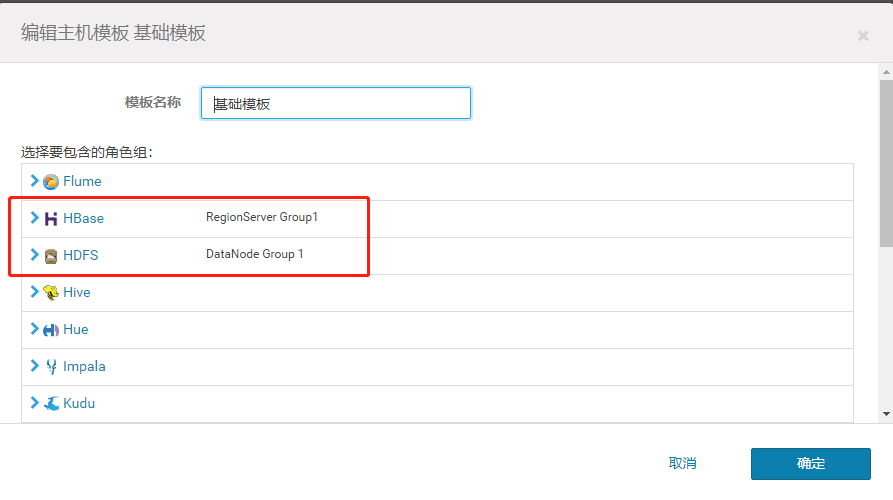 编辑主机模板 基础模板
模板名称 基础模板
选择要包含的角色组:
Flume
HBase RegionServer Group1
HDFS DataNode Group 1
Hive
Hue
Impala
Kudu
取消 确定